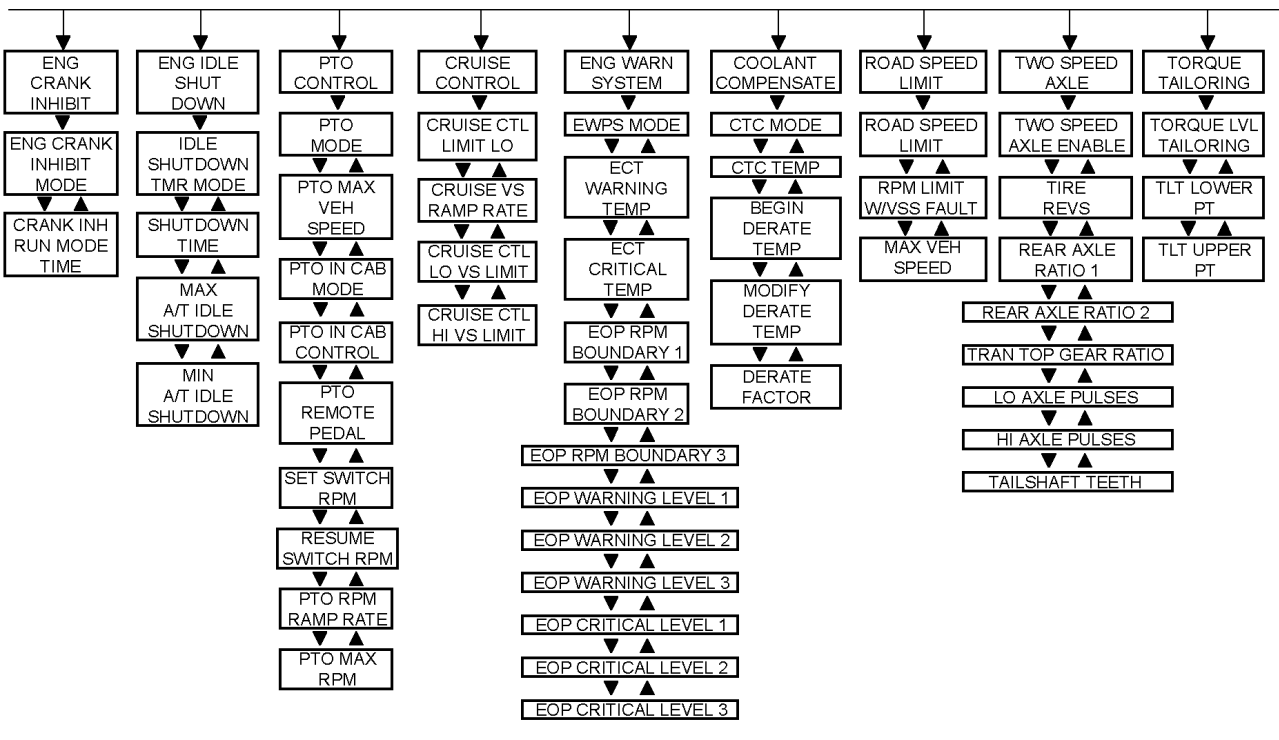 ENG
CRANK
INHIBIT
ENG CRANK
INHIBIT
MODE
CRANK INH
RUN MODE
TIME
ENG IDLE
SHUT
DOWN
IDLE
SHUTDOWN
TMR MODE
SHUTDOWN
TIME
MAX
A/T IDLE
SHUTDOWN
MIN
A/T IDLE
SHUTDOWN
PTO
CONTROL
PTO
MODE
PTO MAX
VEH
SPEED
PTO IN CAB
MODE
PTO IN CAB
CONTROL
PTO
REMOTE
PEDAL
SET SWITCH
RPM
RESUME
SWITCH RPM
PTO RPM
RAMP RATE
PTO MAX
RPM
CRUISE
CONTROL
CRUISE CTL
LIMIT LO
CRUISE VS
RAMP RATE
CRUISE CTL
LO VS LIMIT
CRUISE CTL
HI VS LIMIT
ENG WARN
SYSTEM
EWPS MODE
ECT
WARNING
TEMP
ECT
CRITICAL
TEMP
EOP RPM
BOUNDARY 1
EOP RPM
BOUNDARY 2
EOP RPM BOUNDARY 3
EOP WARNING LEVEL 1
EOP WARNING LEVEL 2
EOP WARNING LEVEL 3
EOP CRITICAL LEVEL 1
EOP CRITICAL LEVEL 2
EOP CRITICAL LEVEL 3
COOLANT
COMPENSATE
CTC MODE
CTC TEMP
BEGIN
DERATE
TEMP
MODIFY
DERATE
TEMP
DERATE
FACTOR
ROAD SPEED
LIMIT
ROAD SPEED
LIMIT
RPM LIMIT
W/VSS FAULT
MAX VEH
SPEED
TWO SPEED
AXLE
TWO SPEED
AXLE ENABLE
TIRE
REVS
REAR AXLE
RATIO 1
REAR AXLE RATIO 2
TRAN TOP GEAR RATIO
LO AXLE PULSES
HI AXLE PULSES
TAILSHAFT TEETH
TORQUE
TAILORING
TORQUE LVL
TAILORING
TLT LOWER
PT
TLT UPPER
PT